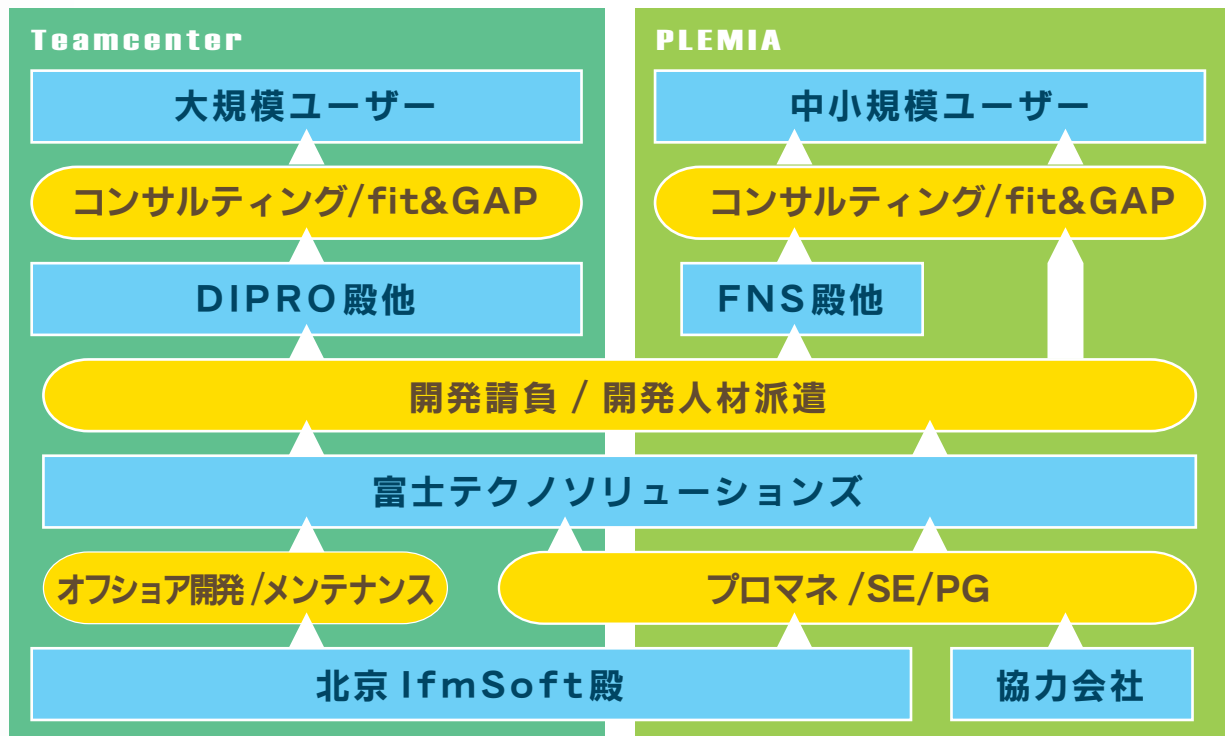 Teamcenter
PLEMIA
大規模ユーザー
中小規模ユーザー
コンサルティング/fit&GAP
コンサルティング/fit&GAP
DIPRO殿他
FNS殿他
開発請負 / 開発人材派遣
富士テクノソリューションズ
オフショア開発 /メンテナンス
プロマネ /SE/PG
北京 IfmSoft殿
協力会社